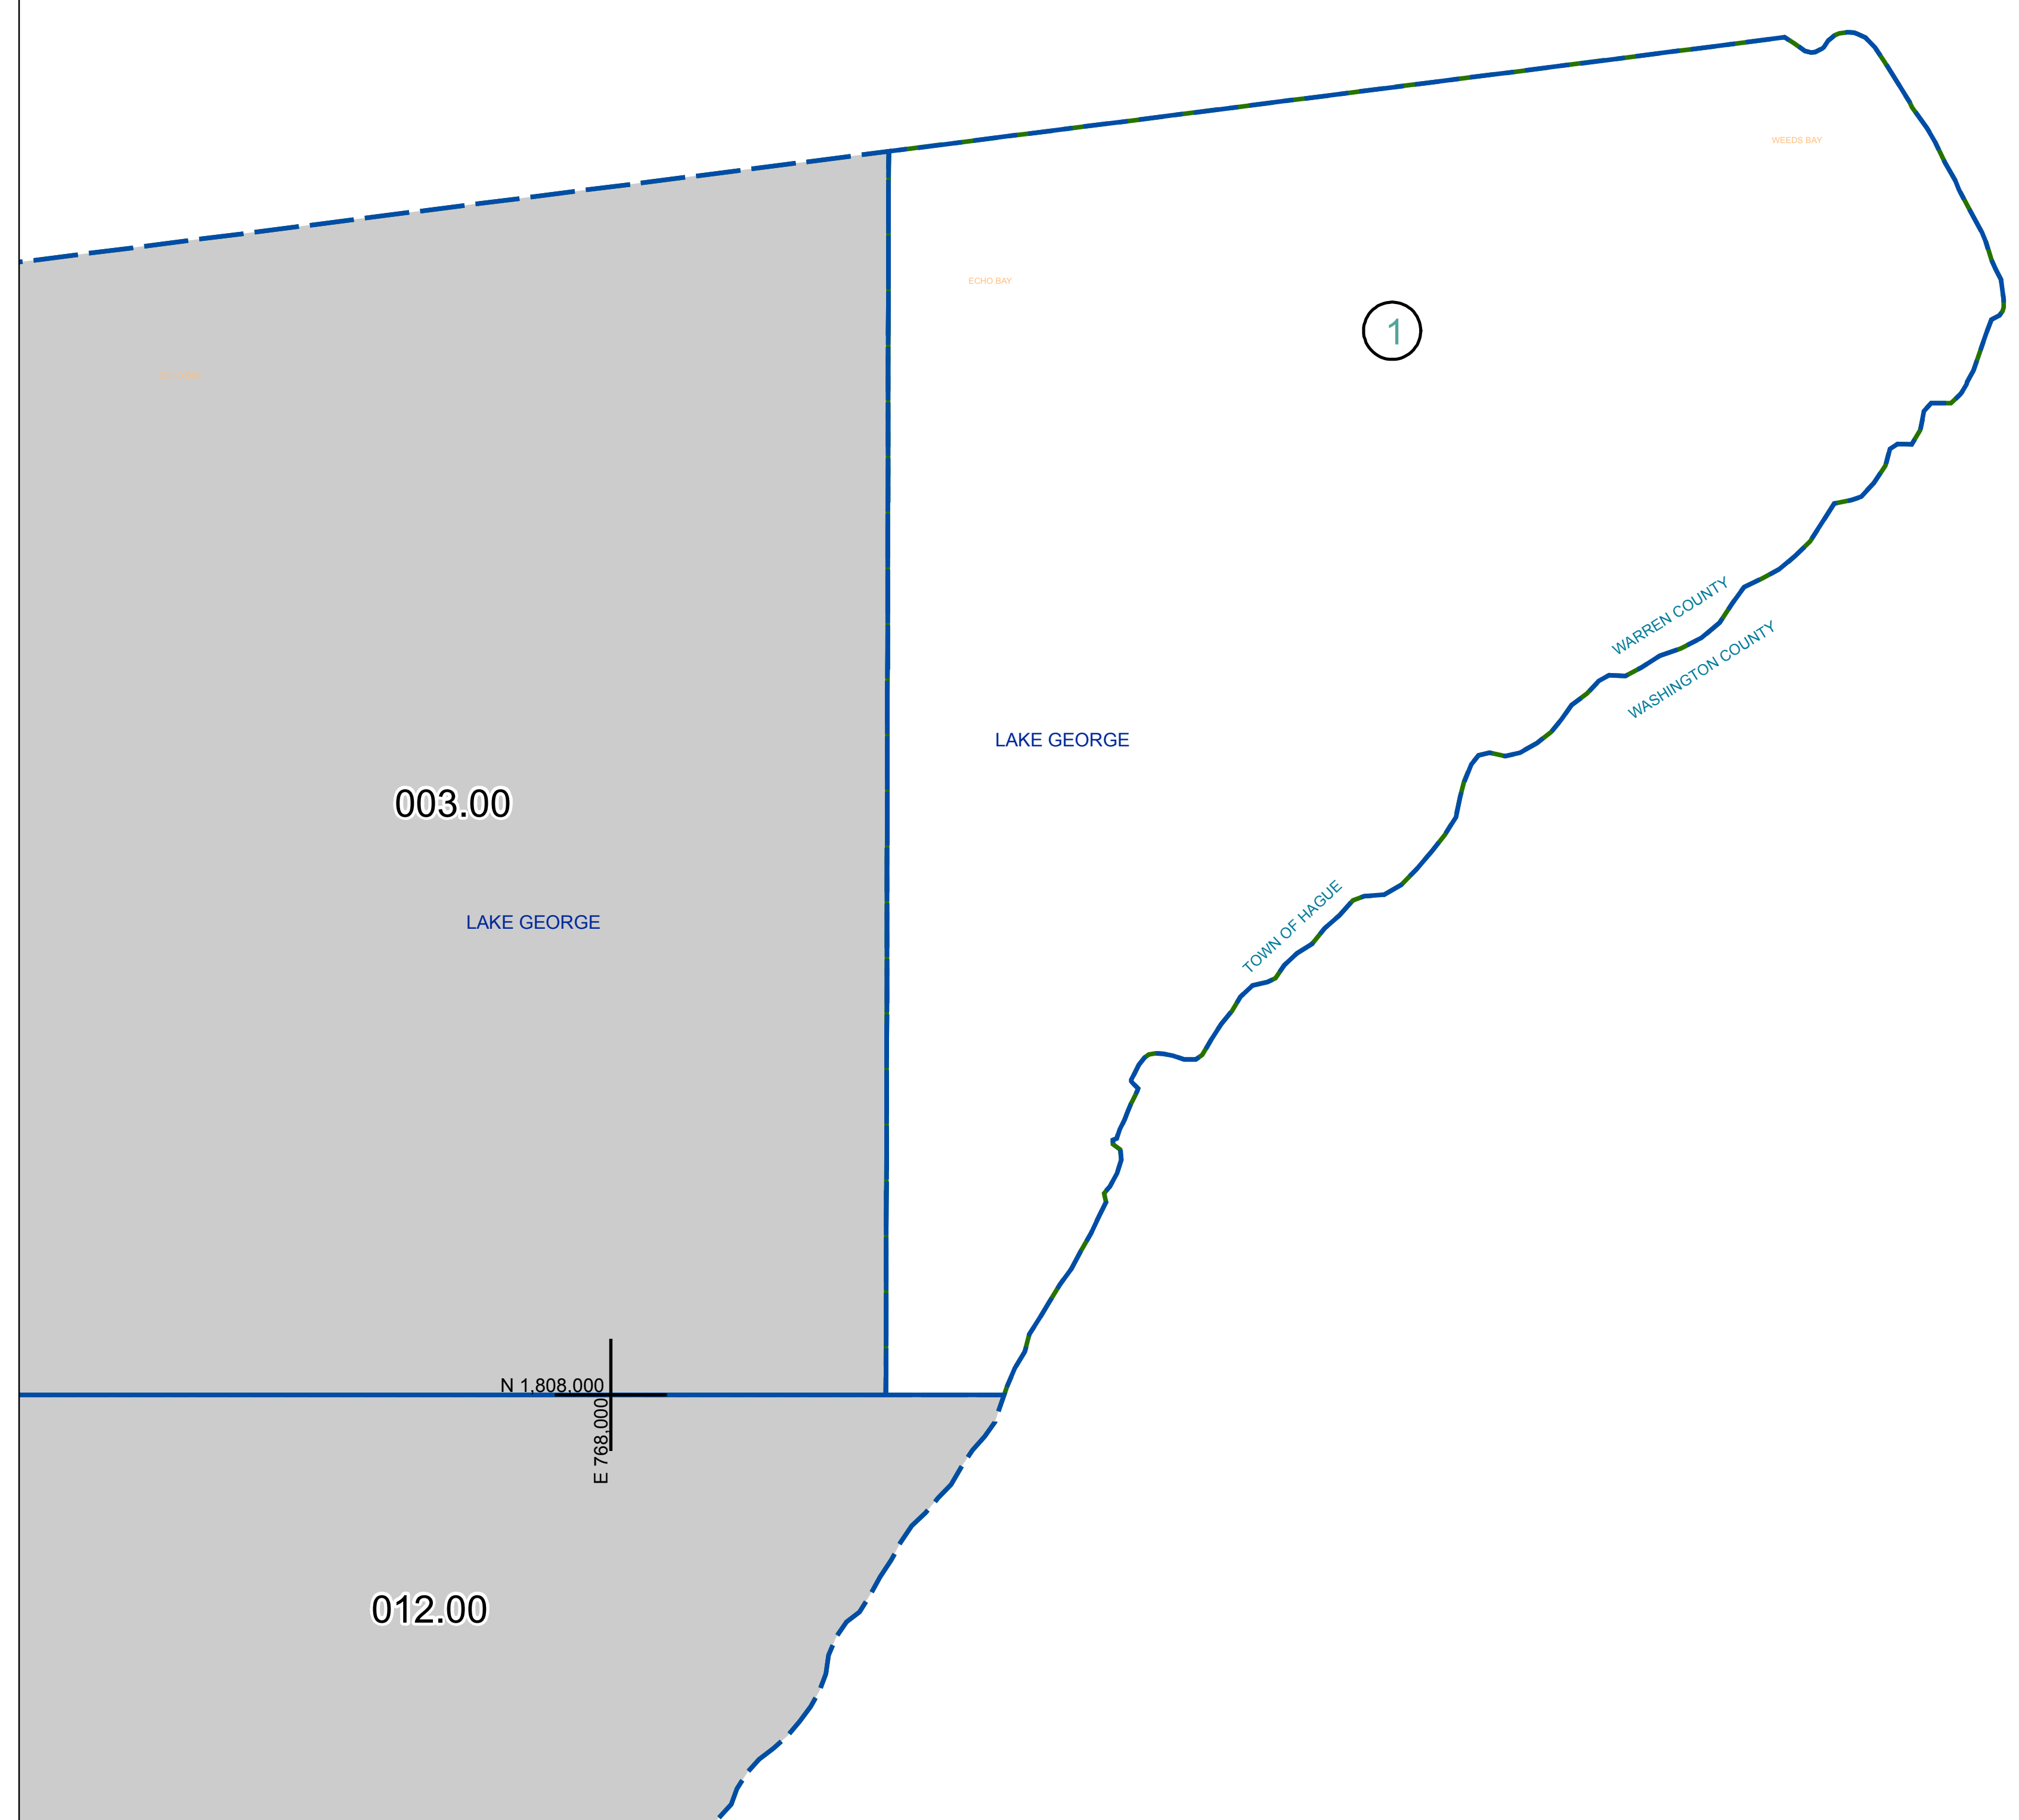 WEEDS BAY
ECHO BAY
1
WARREN COUNTY
WASHINGTON COUNTY
LAKE GEORGE
003.00
TOWN OF HAGUE
LAKE GEORGE
N 1,808,000
E 768,000
012.00